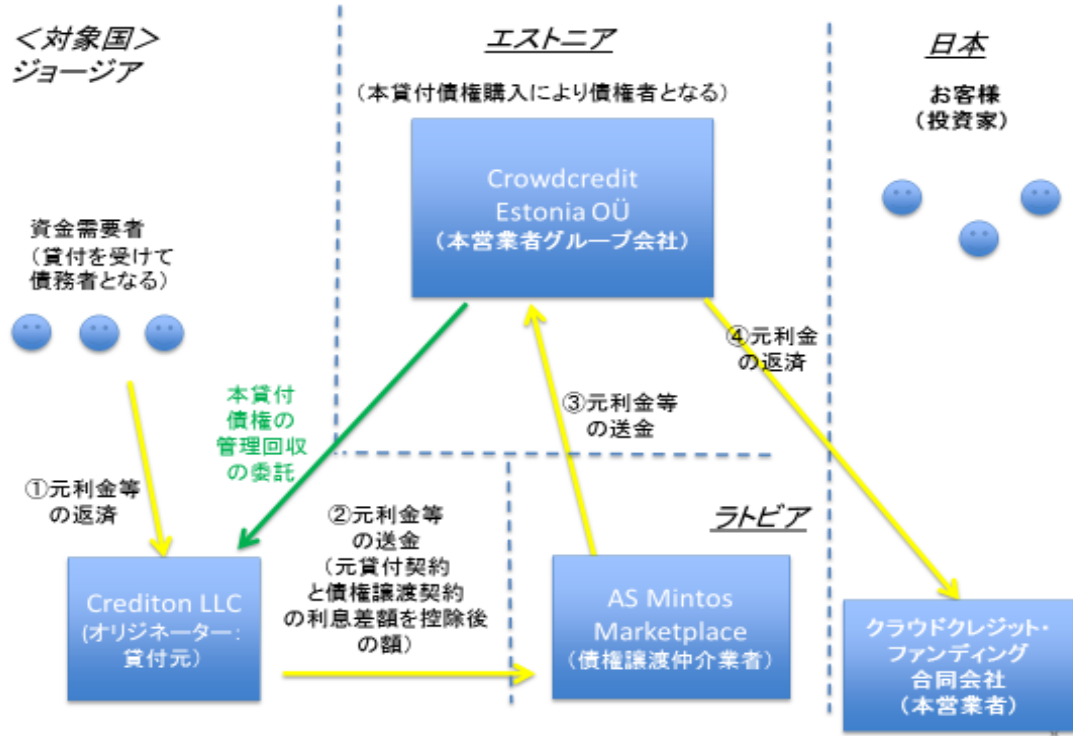 ＜対象国＞
ジョージア
エストニア
日本
（本貸付債権購入により債権者となる）
お客様
（投資家）
Crowdcredit
Estonia OÜ
（本営業者グループ会社）
資金需要者
（貸付を受けて
債務者となる）
本貸付
債権の
管理回収
の委託
④元利金
の返済
③元利金等
の送金
①元利金等
の返済
②元利金等
の送金
（元貸付契約
と債権譲渡契約
の利息差額を控除後
の額）
ラトビア
Crediton LLC
(オリジネーター：
貸付元）
AS Mintos
Marketplace
（債権譲渡仲介業者）
クラウドクレジット・
ファンディング
合同会社
（本営業者）